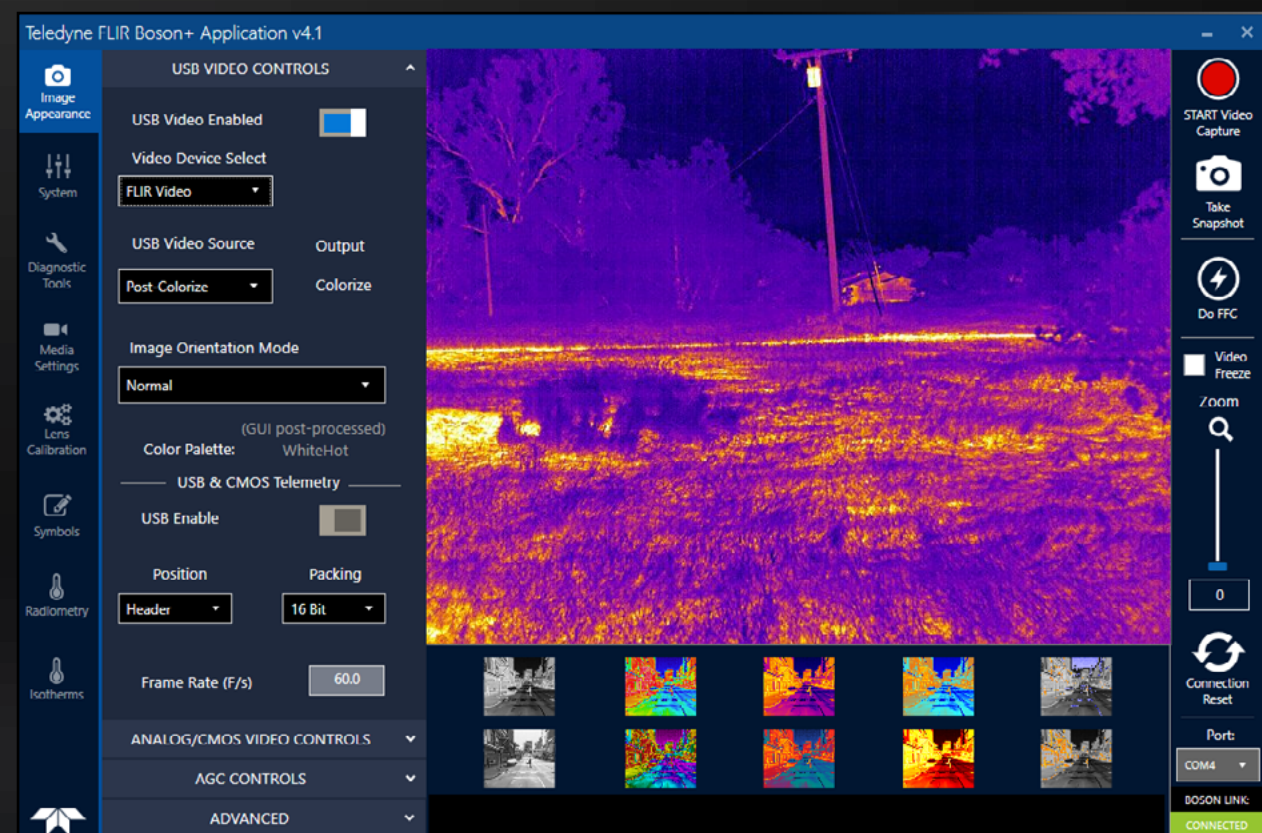 Teledyne FLIR Boson+ Application v4.1
Image
Appearance
System
Diagnostic
Tools
Media
Settings
Lens
Calibration
Symbols
Radiometry
Isotherms
USB VIDEO CONTROLS
USB Video Enabled
Video Device Select
FLIR Video
USB Video Source
Output
Post-Colorize
Colorize
Image Orientation Mode
Normal
(GUI post-processed)
Color Palette: WhiteHot
USB & CMOS Telemetry
USB Enable
Position
Packing
Header
16 Bit
Frame Rate (F/s)
60.0
ANALOG/CMOS VIDEO CONTROLS
AGC CONTROLS
ADVANCED
START Video
Capture
Take
Snapshot
Do FFC
Video
Freeze
Zoom
0
Connection
Reset
Port:
COM4
BOSON LINK:
CONNECTED